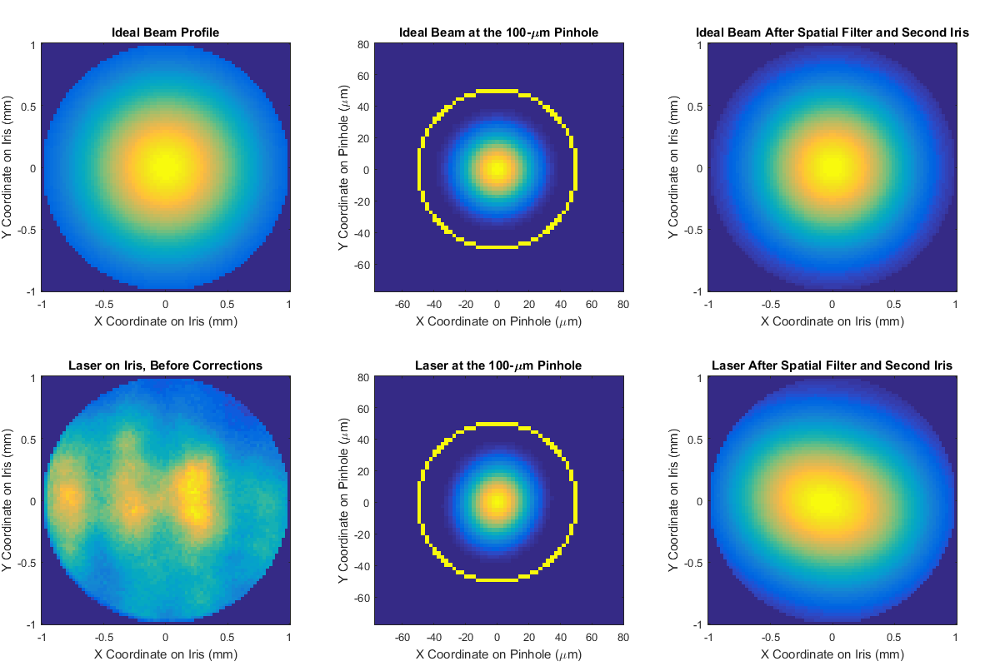 Ideal Beam Profile
1
0.5
0
-0.5
-1
-1 -0.5 0 0.5 1
Y Coordinate on Iris (mm)
X Coordinate on Iris (mm)
Ideal Beam at the 100-μm Pinhole
80
60
40
20
0
-20
-40
-60
-60 -40 -20 0 20 40 60 80
Y Coordinate on Pinhole (μm)
X Coordinate on Pinhole (μm)
Ideal Beam After Spatial Filter and Second Iris
1
0.5
0
-0.5
-1
-1 -0.5 0 0.5 1
Y Coordinate on Iris (mm)
X Coordinate on Iris (mm)
Laser on Iris, Before Corrections
1
0.5
0
-0.5
-1
-1 -0.5 0 0.5 1
Y Coordinate on Iris (mm)
X Coordinate on Iris (mm)
Laser at the 100-μm Pinhole
80
60
40
20
0
-20
-40
-60
-60 -40 -20 0 20 40 60 80
Y Coordinate on Pinhole (μm)
X Coordinate on Pinhole (μm)
Laser After Spatial Filter and Second Iris
1
0.5
0
-0.5
-1
-1 -0.5 0 0.5 1
Y Coordinate on Iris (mm)
X Coordinate on Iris (mm)